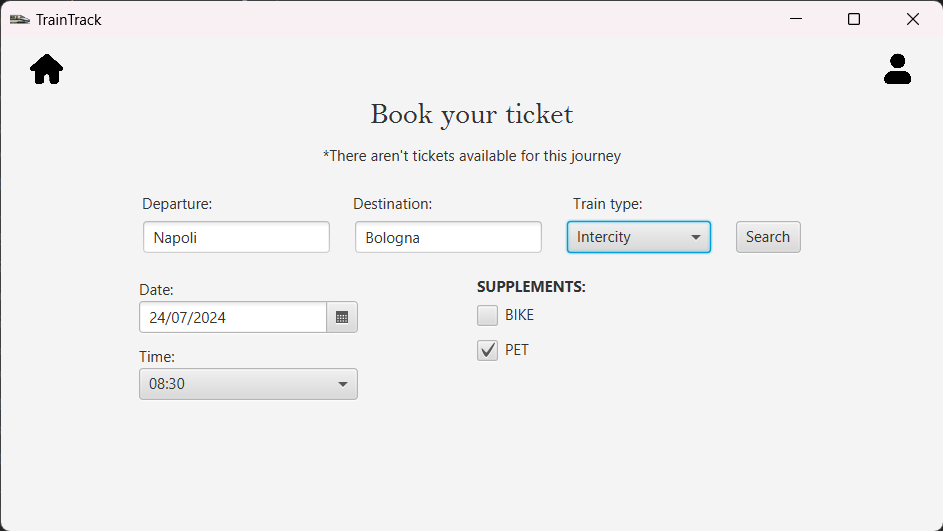 TrainTrack
Book your ticket
*There aren't tickets available for this journey
Departure: Destination: Train type:
Napoli Bologna Intercity Search
Date: SUPPLEMENTS:
24/07/2024 BIKE
Time: PET
08:30